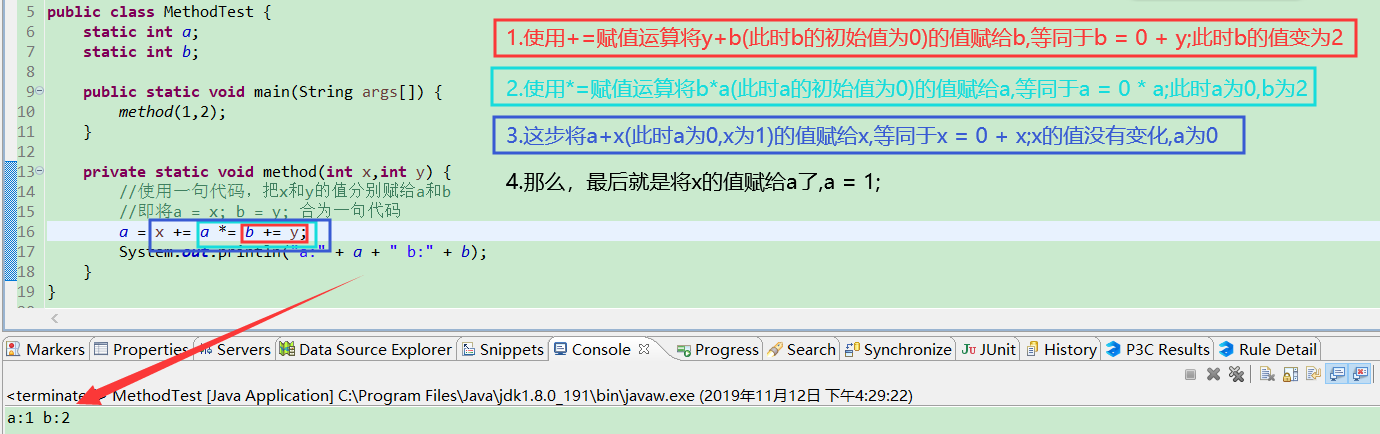 5 public class MethodTest {
6 static int a;
7 static int b;
8
9 public static void main(String args[]) {
10 method(1,2);
11 }
12
13 private static void method(int x,int y) {
14 //使用一句代码，把x和y的值分别赋给a和b
15 //即将a = x; b = y; 合为一句代码
16 a = x += a *= b += y;
17 System.out.println("a:" + a + " b:" + b);
18 }
19 }
1.使用+=赋值运算将y+b(此时b的初始值为0)的值赋给b,等同于b = 0 + y;此时b的值变为2
2.使用*=赋值运算将b*a(此时a的初始值为0)的值赋给a,等同于a = 0 * a;此时a为0,b为2
3.这步将a+x(此时a为0,x为1)的值赋给x,等同于x = 0 + x;x的值没有变化,a为0
4.那么，最后就是将x的值赋给a了,a = 1;
Markers Properties Servers Data Source Explorer Snippets Console Progress Search Synchronize JUnit History P3C Results Rule Detail
<terminated> MethodTest [Java Application] C:\Program Files\Java\jdk1.8.0_191\bin\javaw.exe (2019年11月12日 下午4:29:22)
a:1 b:2